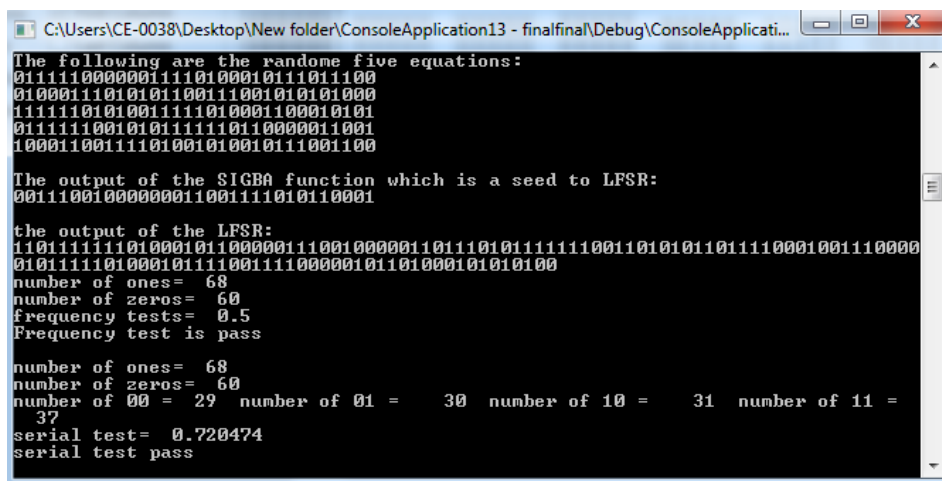 C:\Users\CE-0038\Desktop\New folder\ConsoleApplication13 - finalfinal\Debug\ConsoleApplicati...
The following are the randome five equations:
01111100000011110100010111011100
01000111010101100111001010101000
11111101010011111010001100010101
01111110010101111110110000011001
10001100111101001010010111001100
The output of the SIGBA function which is a seed to LFSR:
00111001000000011001111010110001
the output of the LFSR:
11011111110100010110000011100100000110111010111111100110101011011110001001110000
010111110100010111100111100000101101000101010100
number of ones= 68
number of zeros= 60
frequency tests= 0.5
Frequency test is pass
number of ones= 68
number of zeros= 60
number of 00 = 29 number of 01 = 30 number of 10 = 31 number of 11 =
37
serial test= 0.720474
serial test pass